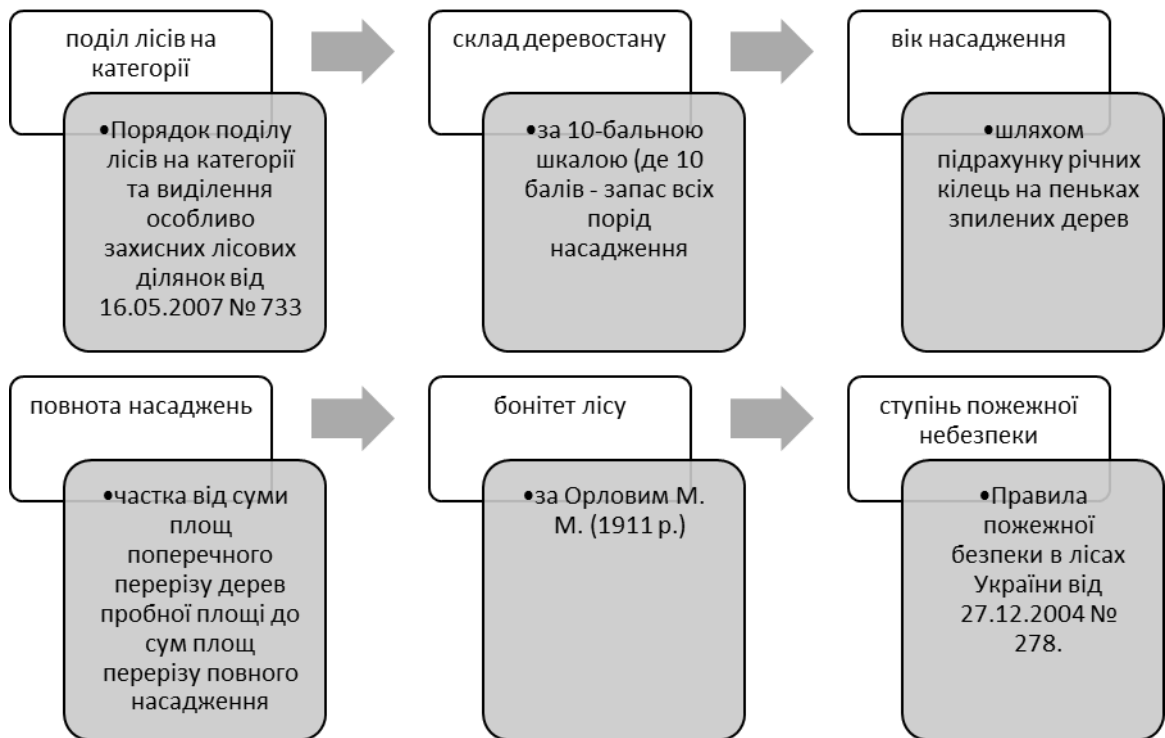 поділ лісів на
категорії
•Порядок поділу
лісів на категорії
та виділення
особливо
захисних лісових
ділянок від
16.05.2007 № 733
склад деревостану
•за 10-бальною
шкалою (де 10
балів - запас всіх
порід
насадження
вік насадження
•шляхом
підрахунку річних
кілець на пеньках
зпилених дерев
повнота насаджень
•частка від суми
площ
поперечного
перерізу дерев
пробної площі до
сум площ
перерізу повного
насадження
бонітет лісу
•за Орловим М.
М. (1911 р.)
ступінь пожежної
небезпеки
•Правила
пожежної
безпеки в лісах
України від
27.12.2004 №
278.